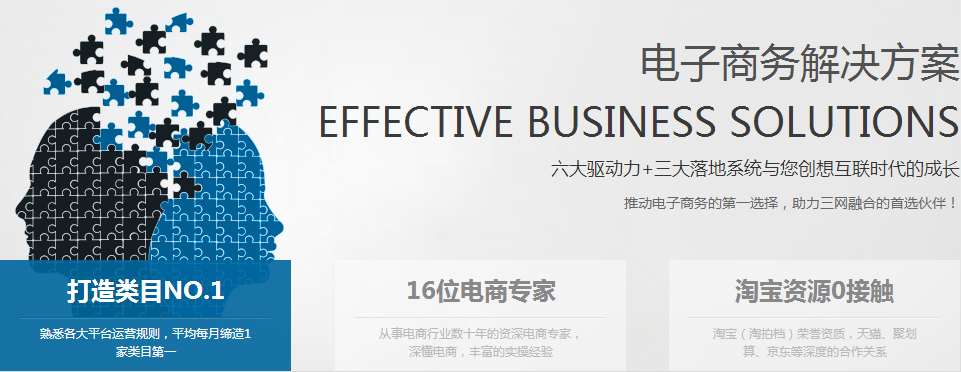 电子商务解决方案
EFFECTIVE BUSINESS SOLUTIONS
六大驱动力+三大落地系统与您创想互联时代的成长
推动电子商务的第一选择，助力三网融合的首选伙伴！
打造类目NO.1
熟悉各大平台运营规则，平均每月缔造1
家类目第一
16位电商专家
从事电商行业数十年的资深电商专家，
深懂电商，丰富的实操经验
淘宝资源0接触
淘宝（淘拍档）荣誉资质，天猫、聚划
算、京东等深度的合作关系